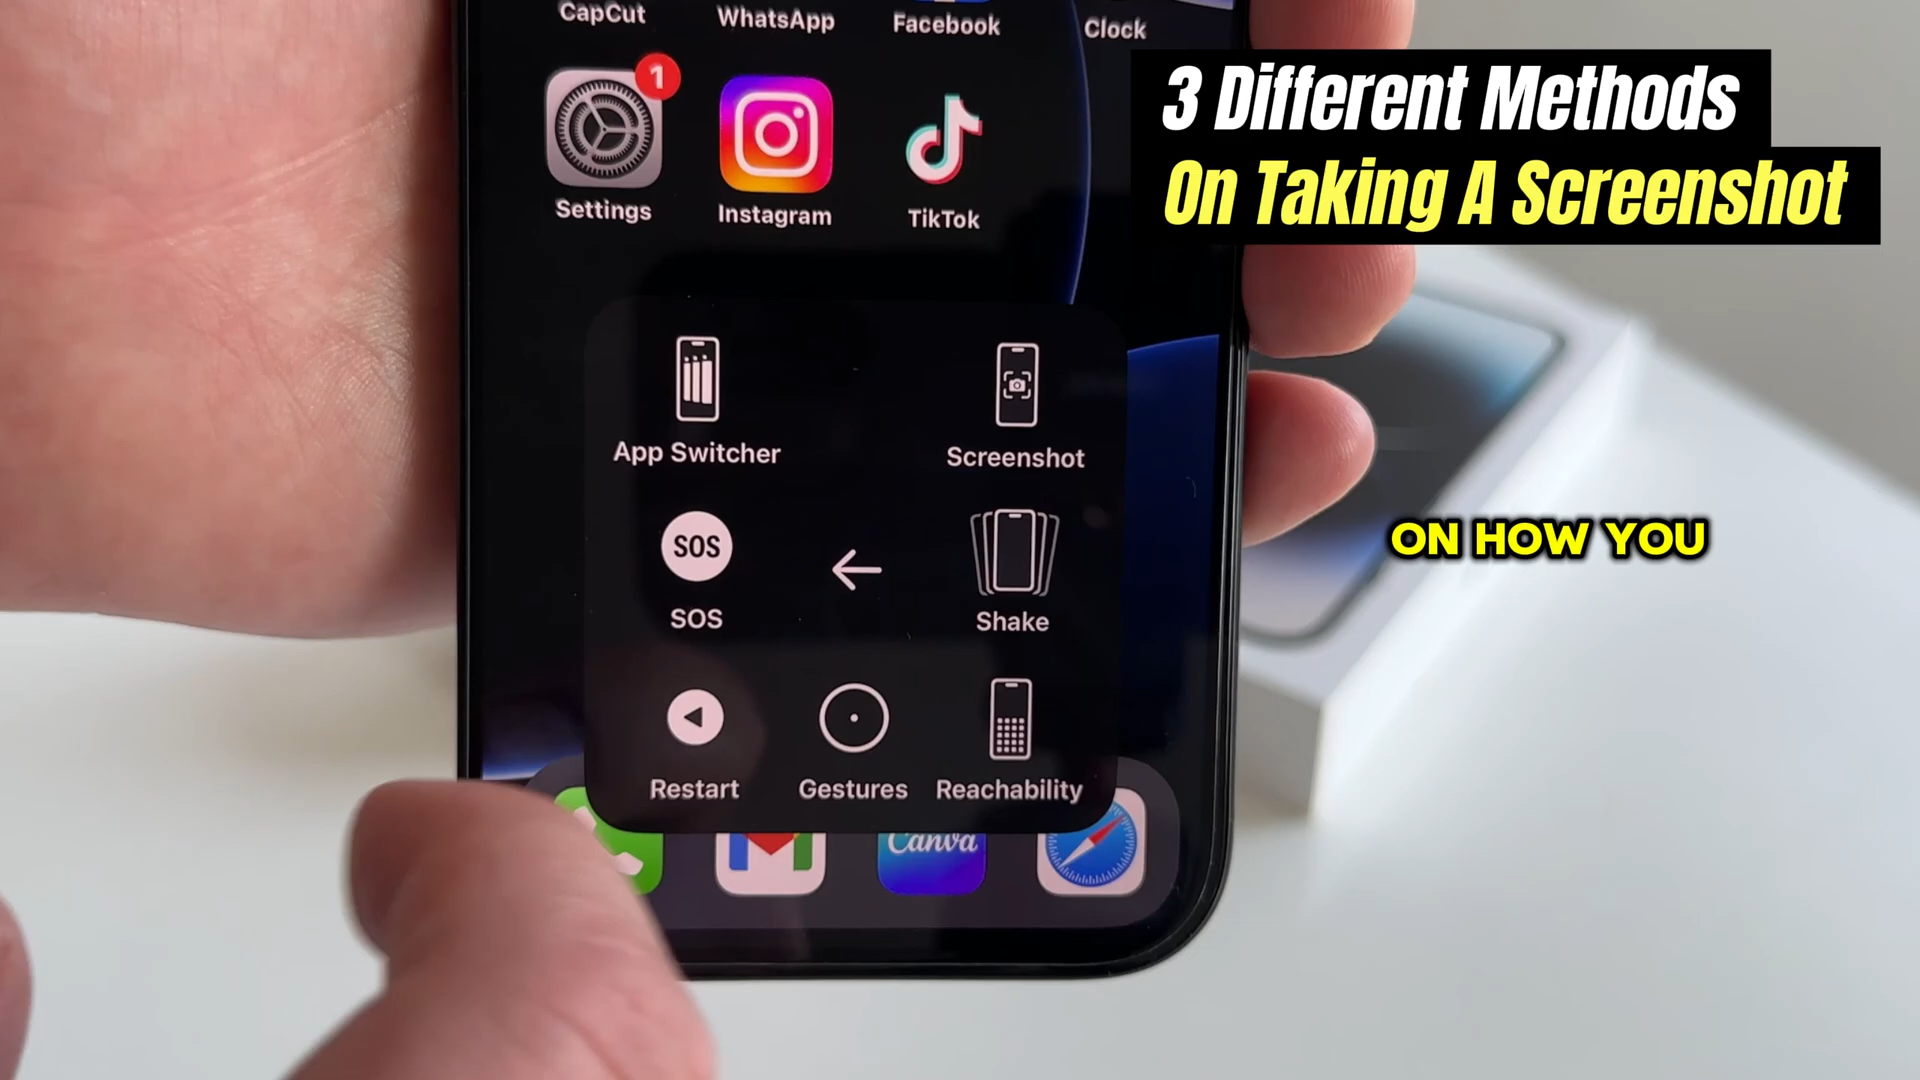 CapCut
WhatsApp
Facebook
Clock
3 Different Methods
On Taking A Screenshot
1
Settings
Instagram
TikTok
App Switcher
Screenshot
ON HOW YOU
SOS
SOS
Shake
Restart
Gestures
Reachability
Canva